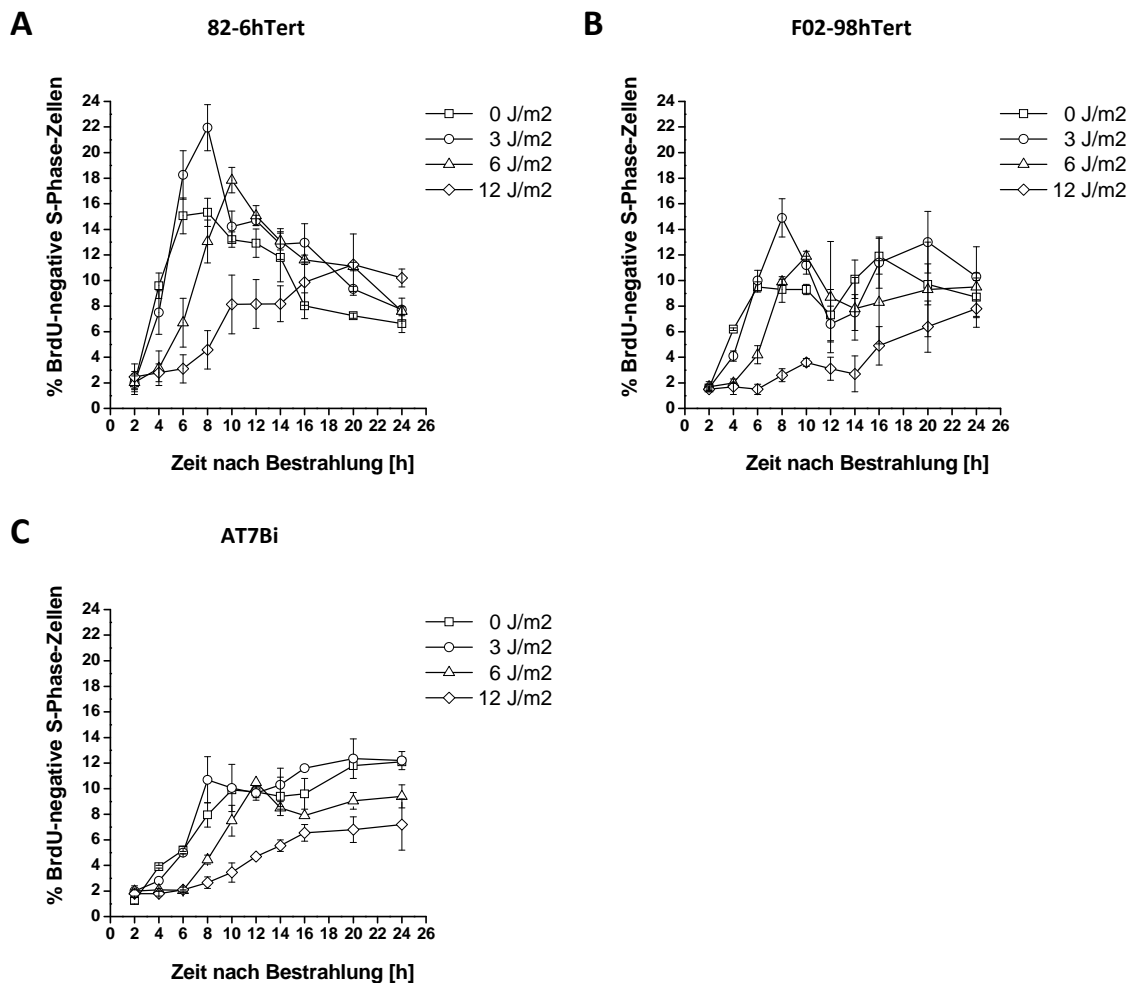 A
82-6hTert
% BrdU-negative S-Phase-Zellen
24
22
20
18
16
14
12
10
8
6
4
2
0
0 2 4 6 8 10 12 14 16 18 20 22 24 26
Zeit nach Bestrahlung [h]
0 J/m2
3 J/m2
6 J/m2
12 J/m2
B
F02-98hTert
% BrdU-negative S-Phase-Zellen
24
22
20
18
16
14
12
10
8
6
4
2
0
0 2 4 6 8 10 12 14 16 18 20 22 24 26
Zeit nach Bestrahlung [h]
0 J/m2
3 J/m2
6 J/m2
12 J/m2
C
AT7Bi
% BrdU-negative S-Phase-Zellen
24
22
20
18
16
14
12
10
8
6
4
2
0
0 2 4 6 8 10 12 14 16 18 20 22 24 26
Zeit nach Bestrahlung [h]
0 J/m2
3 J/m2
6 J/m2
12 J/m2